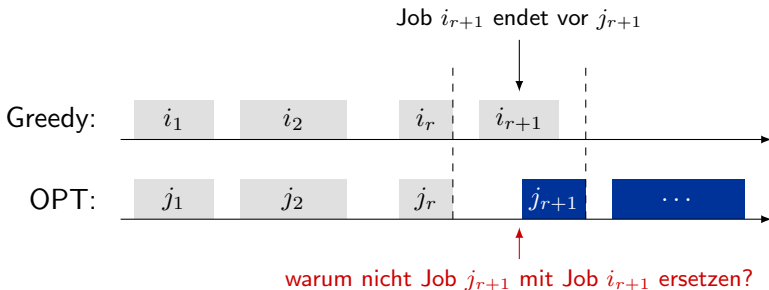 Job i_{r+1} endet vor j_{r+1}
Greedy: i_1 i_2 i_r i_{r+1}
OPT: j_1 j_2 j_r j_{r+1} ⋯
warum nicht Job j_{r+1} mit Job i_{r+1} ersetzen?